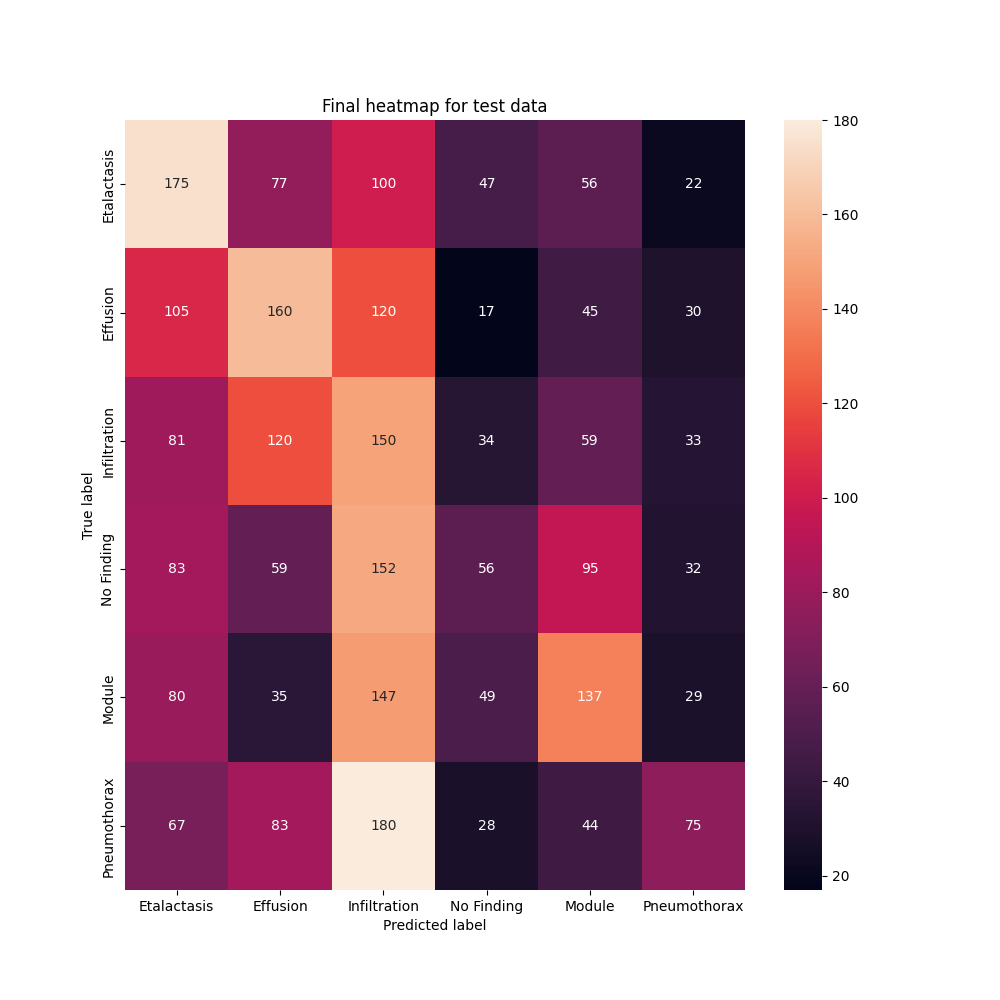 Final heatmap for test data
True label
Etalactasis 175 77 100 47 56 22
Effusion 105 160 120 17 45 30
Infiltration 81 120 150 34 59 33
No Finding 83 59 152 56 95 32
Module 80 35 147 49 137 29
Pneumothorax 67 83 180 28 44 75
Etalactasis Effusion Infiltration No Finding Module Pneumothorax
Predicted label
180
160
140
120
100
80
60
40
20